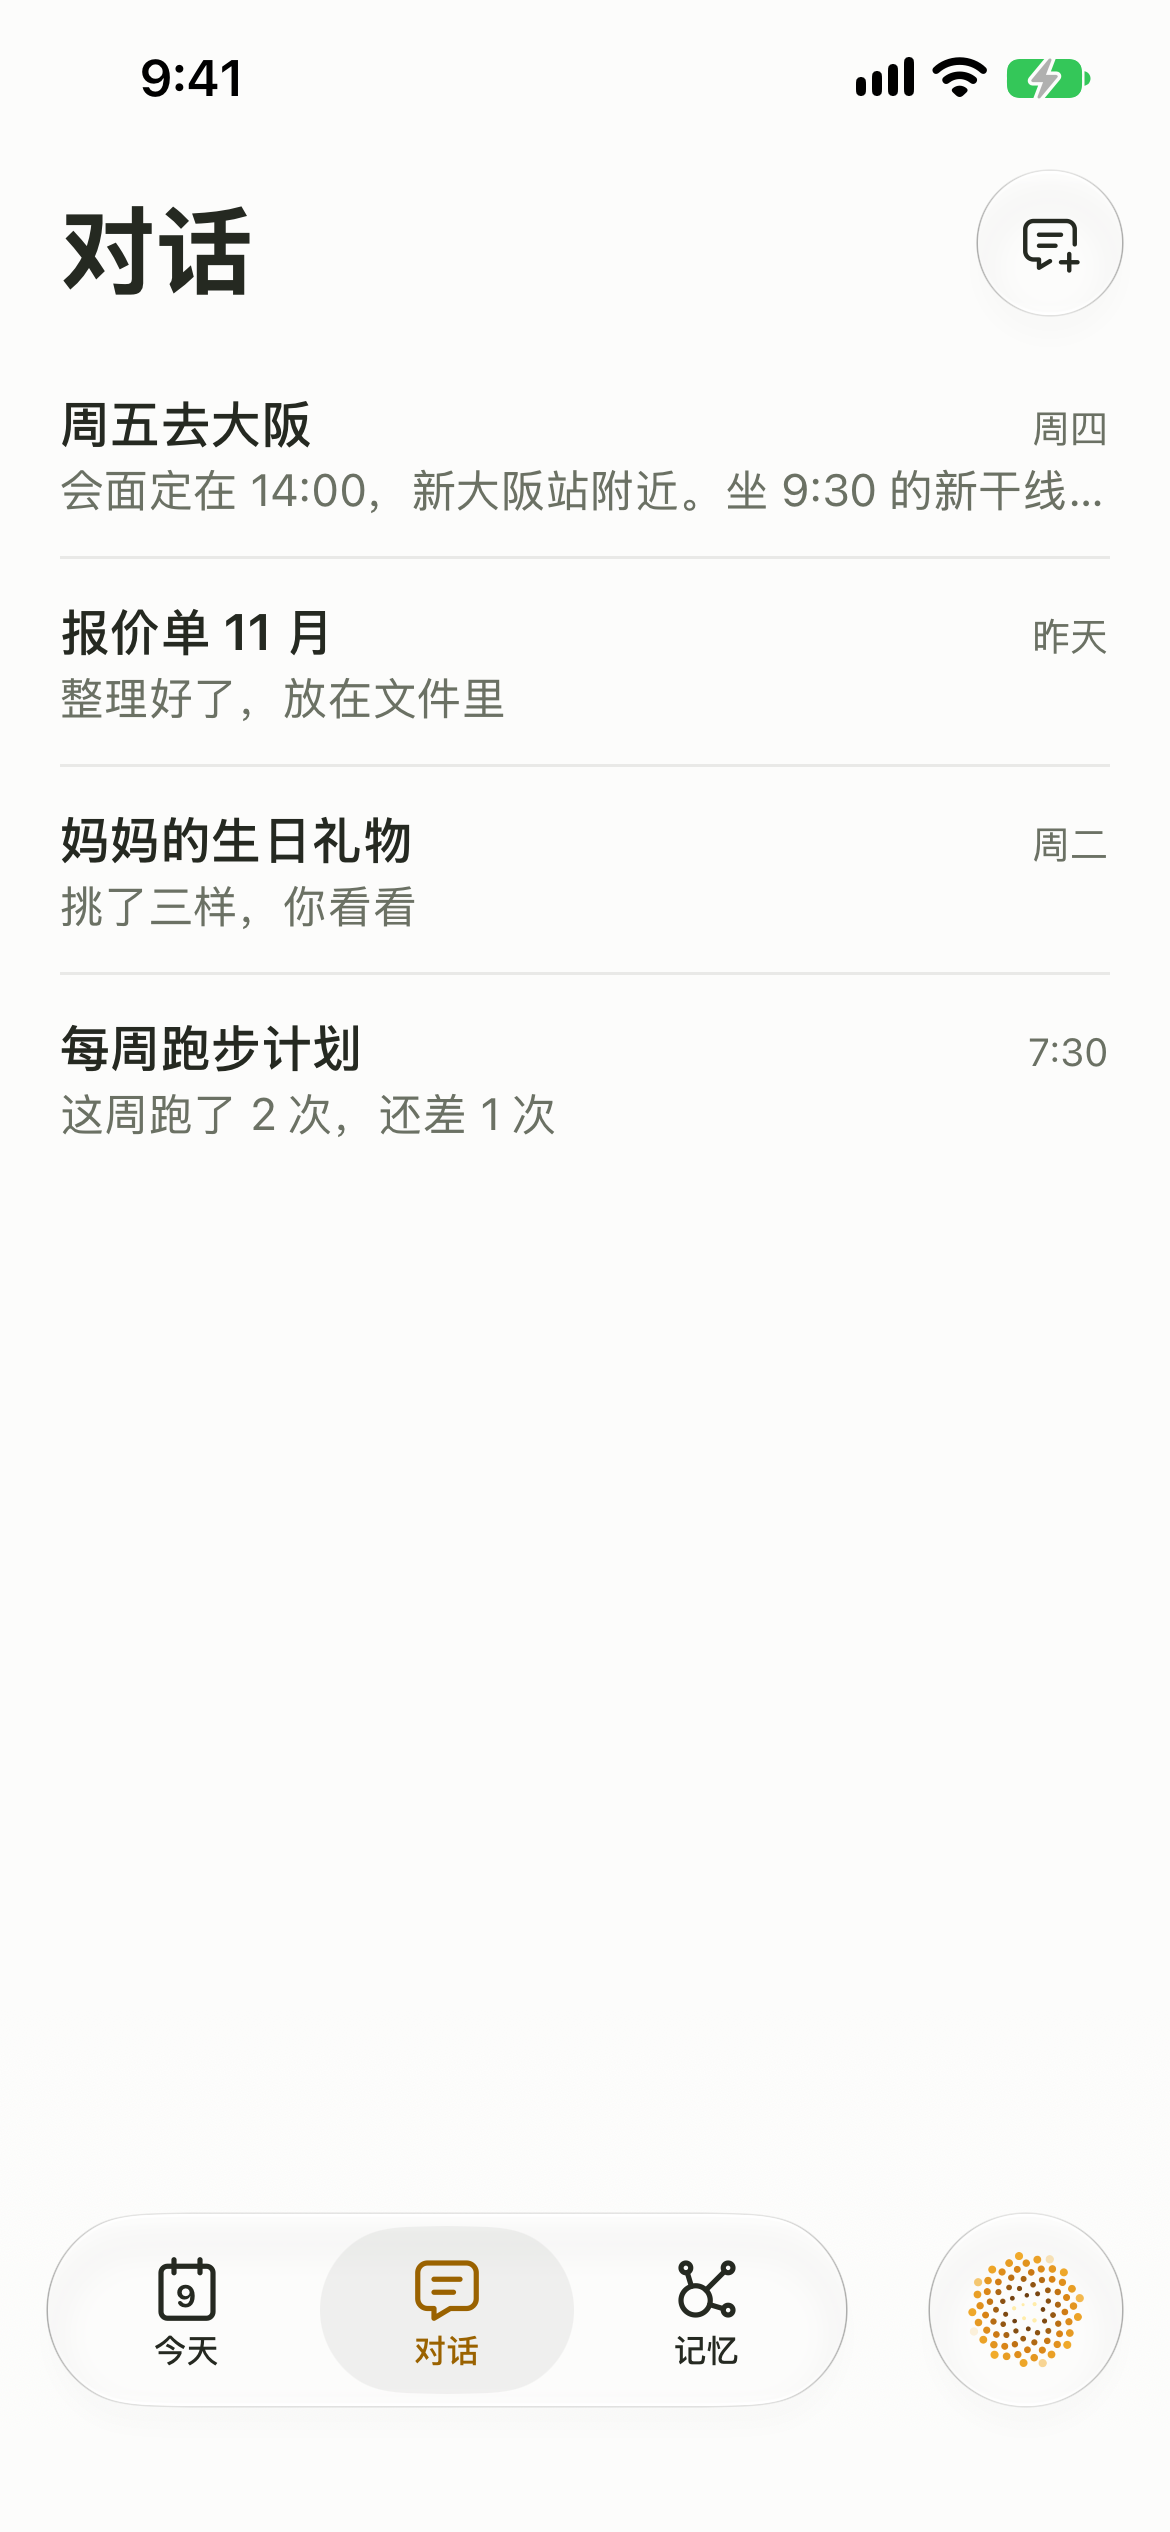 9:41
对话
周五去大阪
周四
会面定在 14:00，新大阪站附近。坐 9:30 的新干线...
报价单 11 月
昨天
整理好了，放在文件里
妈妈的生日礼物
周二
挑了三样，你看看
每周跑步计划
7:30
这周跑了 2 次，还差 1 次
9
今天
对话
记忆